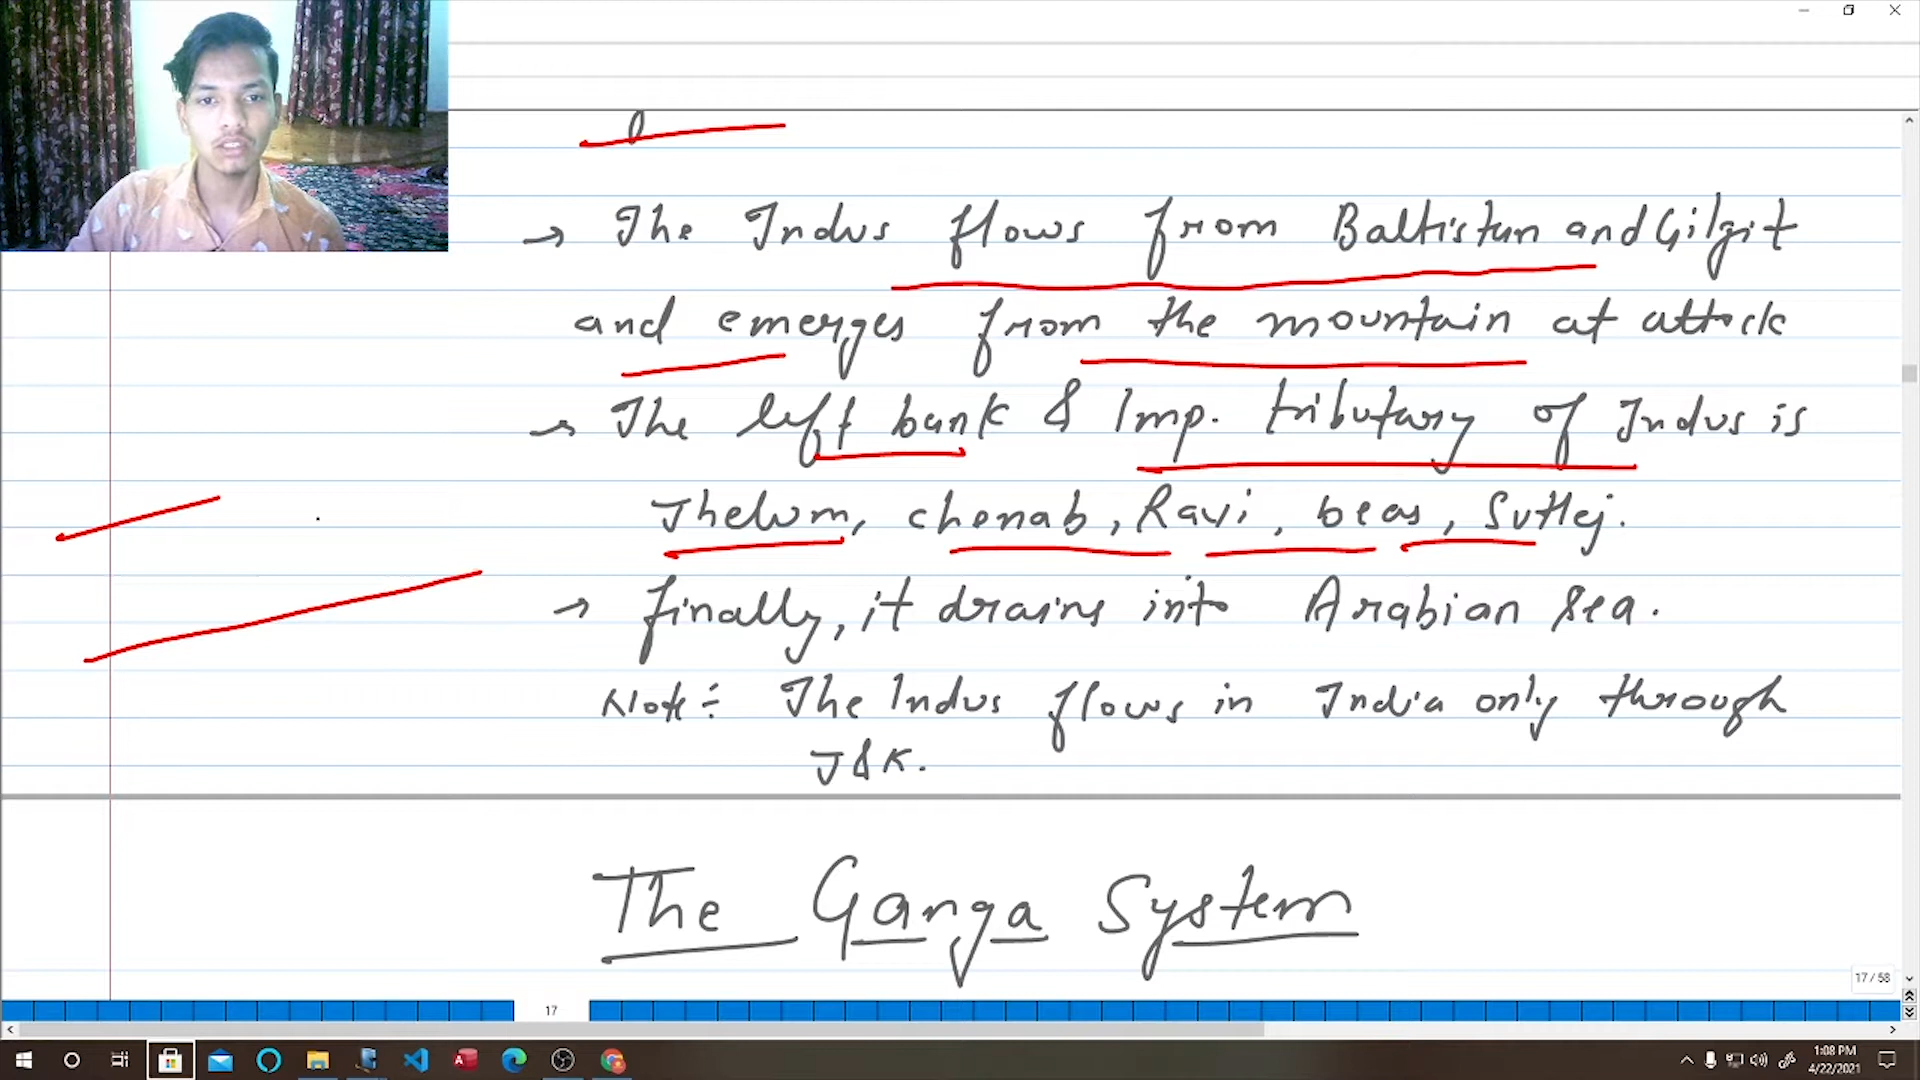 → The Indus flows from Baltistan and Gilgit
and emerges from the mountain at attock
→ The left bank & Imp. tributary of Indus is
Jhelum, chenab, Ravi, beas, Sutlej.
→ finally, it drains into Arabian Sea.
Note ÷ The Indus flows in India only through
J&K.
The Ganga System
17 / 58
17
1:08 PM
4/22/2021